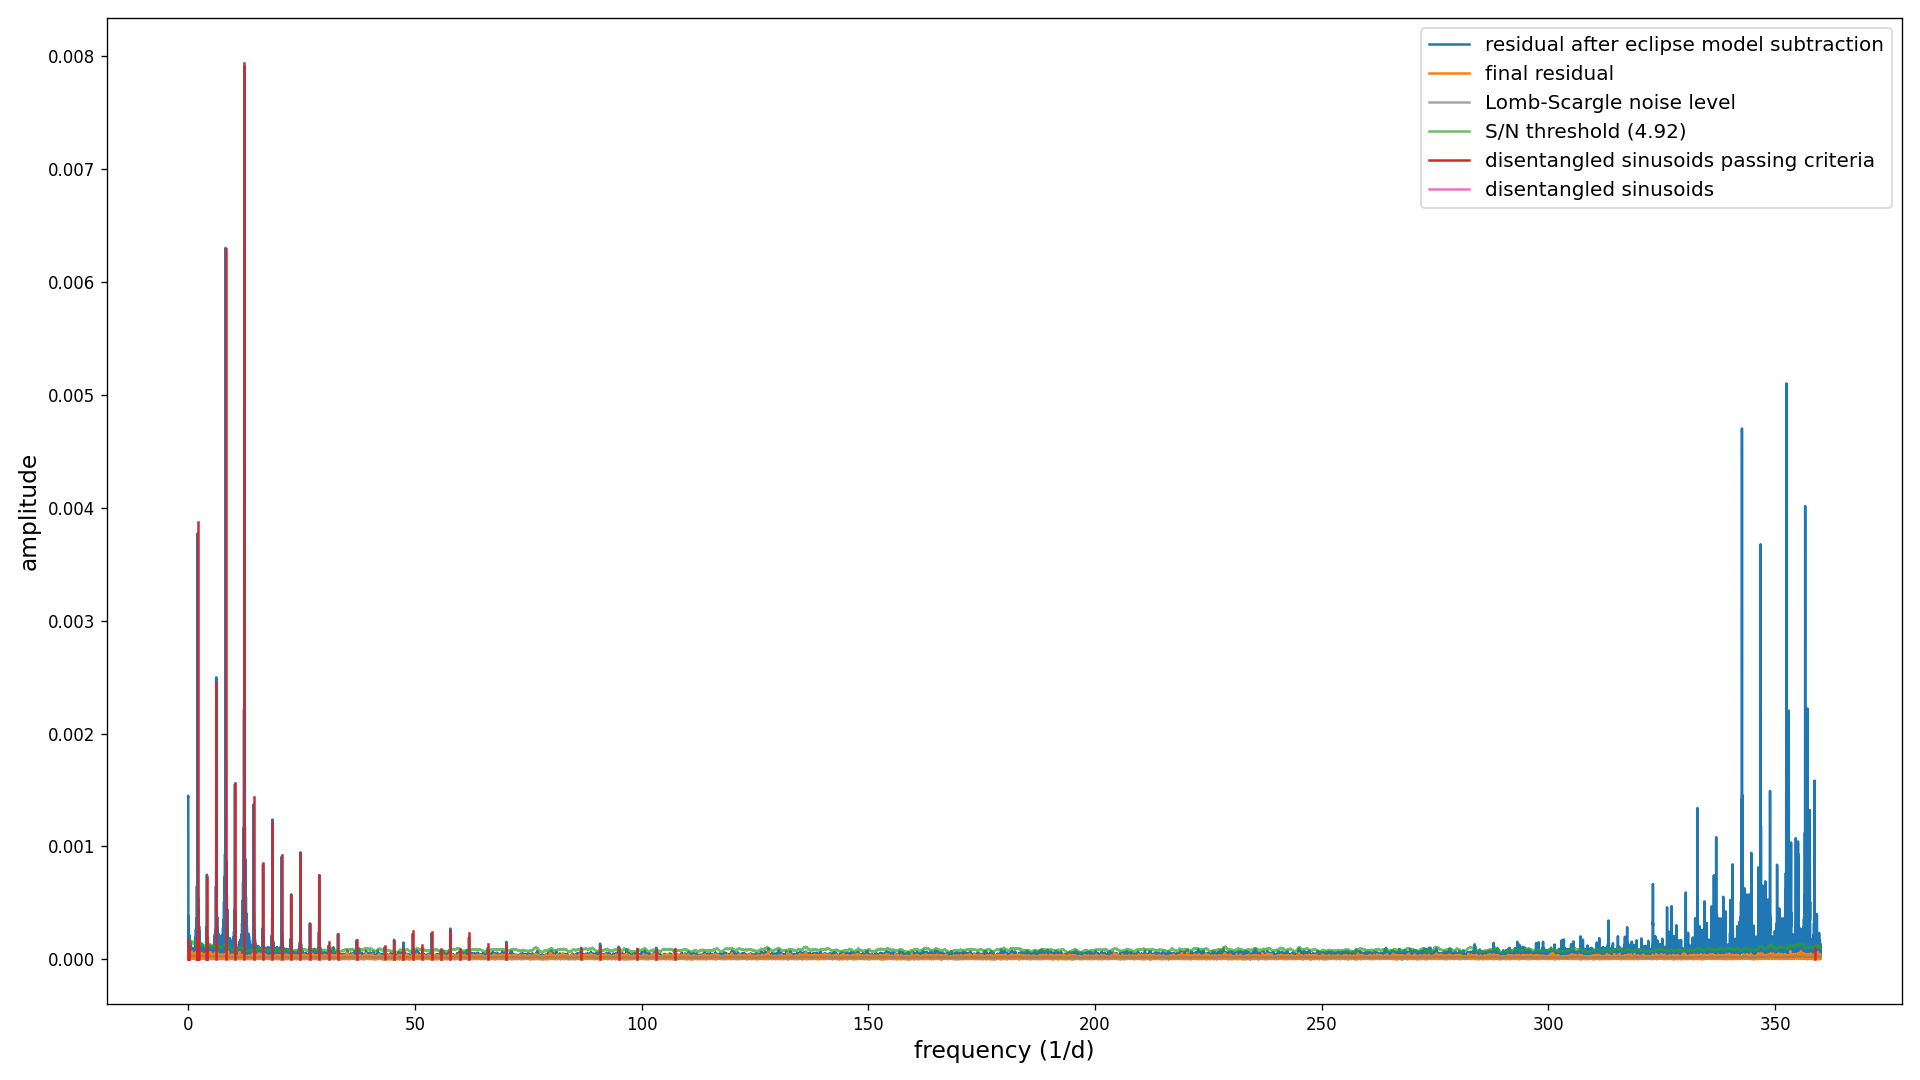 residual after eclipse model subtraction
final residual
Lomb-Scargle noise level
S/N threshold (4.92)
disentangled sinusoids passing criteria
disentangled sinusoids
0.008
0.007
0.006
0.005
0.004
0.003
0.002
0.001
0.000
amplitude
0 50 100 150 200 250 300 350
frequency (1/d)